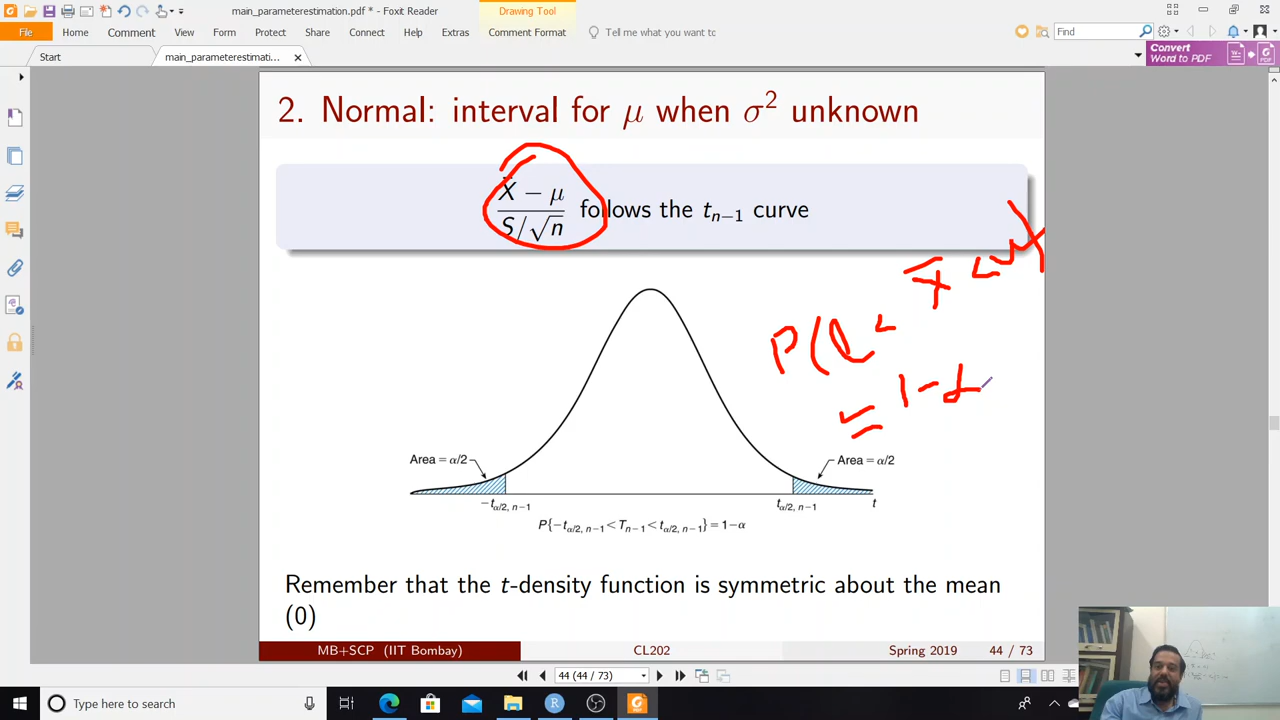 main_parameterestimation.pdf * - Foxit Reader
Drawing Tool
File Home Comment View Form Protect Share Connect Help Extras Comment Format Tell me what you want tc Find
Start main_parameterestimati...
Convert
Word to PDF
2. Normal: interval for μ when σ² unknown
X̄ − μ
S/√n
follows the tₙ₋₁ curve
X̄
P(l <
= 1-α
Area = α/2 Area = α/2
−t_{α/2, n−1} t_{α/2, n−1} t
P{−t_{α/2, n−1} < T_{n−1} < t_{α/2, n−1}} = 1−α
Remember that the t-density function is symmetric about the mean
(0)
MB+SCP (IIT Bombay) CL202 Spring 2019 44 / 73
44 (44 / 73)
Type here to search